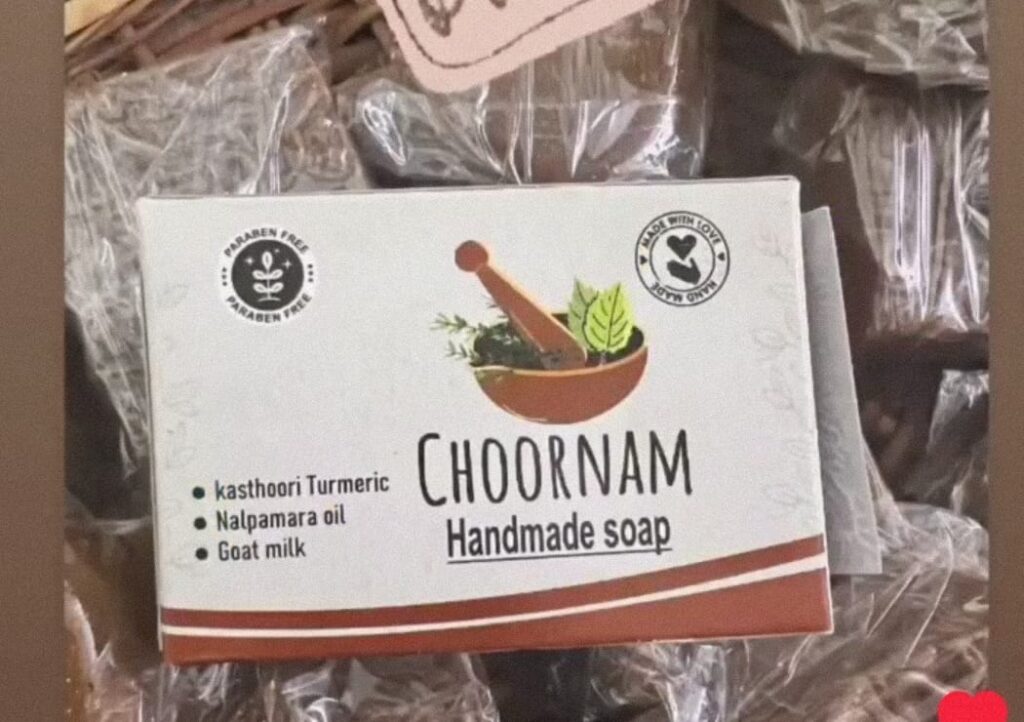 PARABEN FREE
PARABEN FREE
MADE WITH LOVE
HAND MADE
kasthoori Turmeric
Nalpamara oil
Goat milk
CHOORNAM
Handmade soap